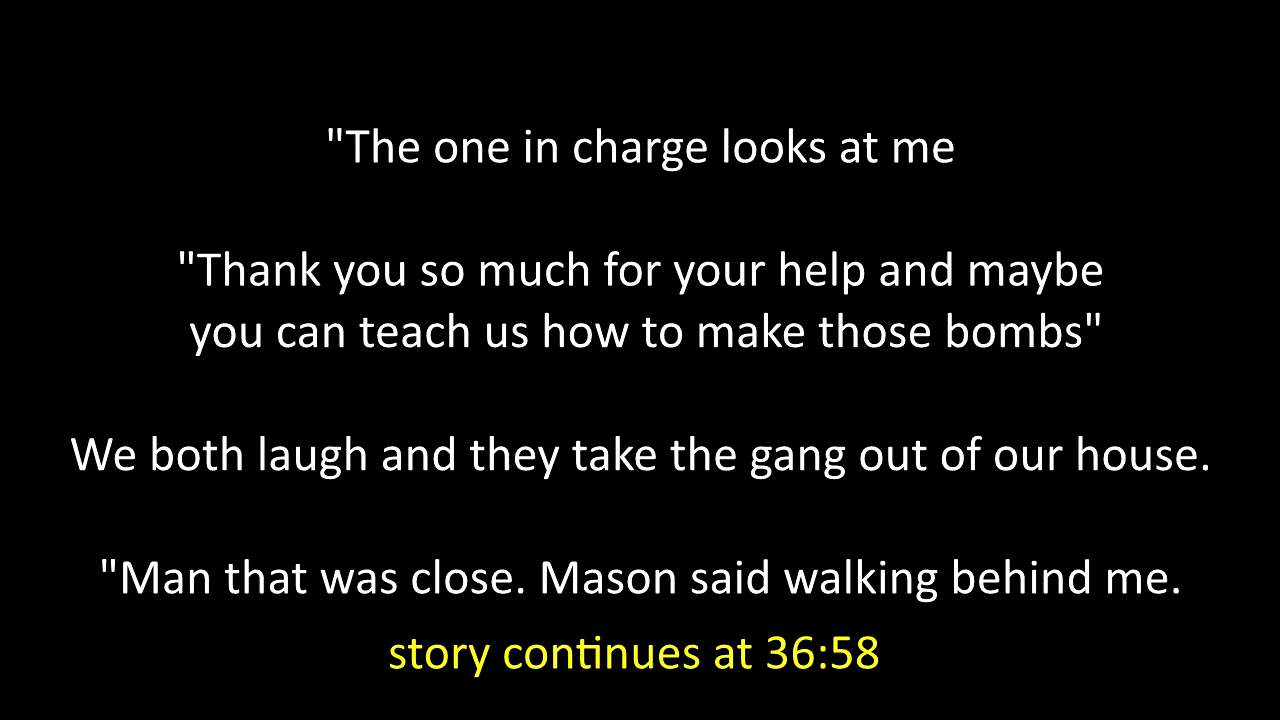 "The one in charge looks at me
"Thank you so much for your help and maybe
you can teach us how to make those bombs"
We both laugh and they take the gang out of our house.
"Man that was close. Mason said walking behind me.
story continues at 36:58